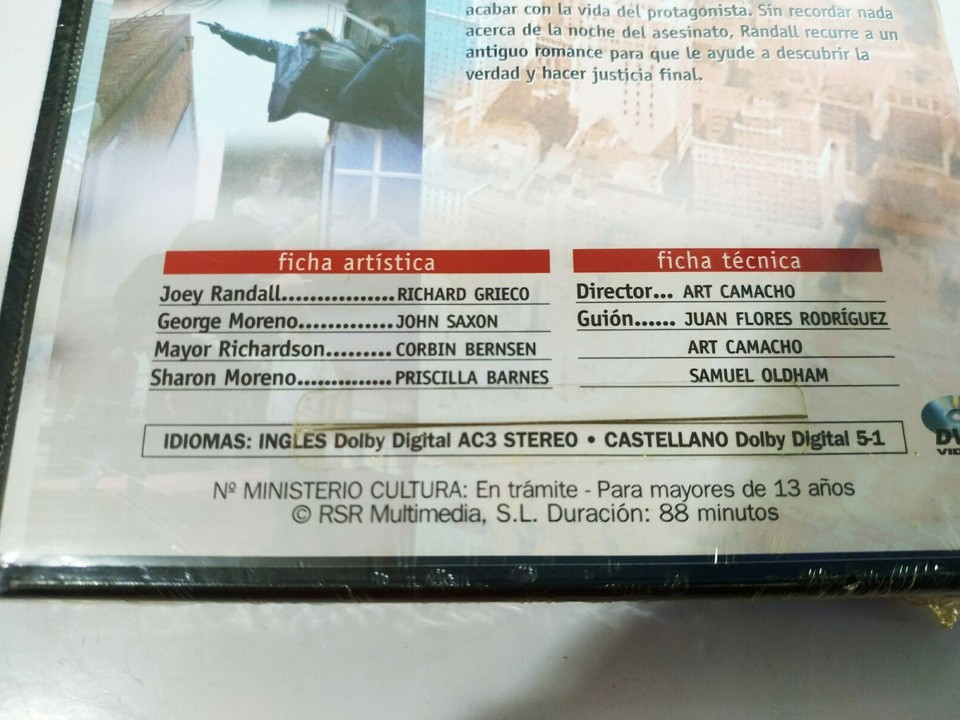 acabar con la vida del protagonista. Sin recordar nada
acerca de la noche del asesinato, Randall recurre a un
antiguo romance para que le ayude a descubrir la
verdad y hacer justicia final.
ficha artística
Joey Randall................RICHARD GRIECO
George Moreno.............JOHN SAXON
Mayor Richardson.........CORBIN BERNSEN
Sharon Moreno.............PRISCILLA BARNES
ficha técnica
Director... ART CAMACHO
Guión...... JUAN FLORES RODRÍGUEZ
ART CAMACHO
SAMUEL OLDHAM
IDIOMAS: INGLES Dolby Digital AC3 STEREO • CASTELLANO Dolby Digital 5-1
Nº MINISTERIO CULTURA: En trámite - Para mayores de 13 años
© RSR Multimedia, S.L. Duración: 88 minutos